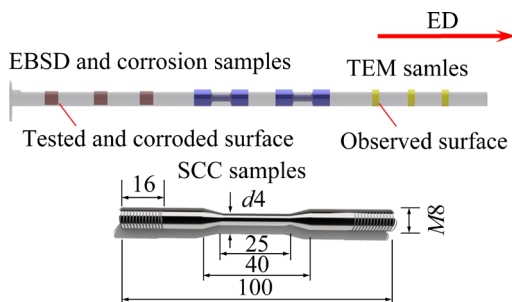 ED
EBSD and corrosion samples
TEM samles
Tested and corroded surface
Observed surface
SCC samples
16
d4
M8
25
40
100